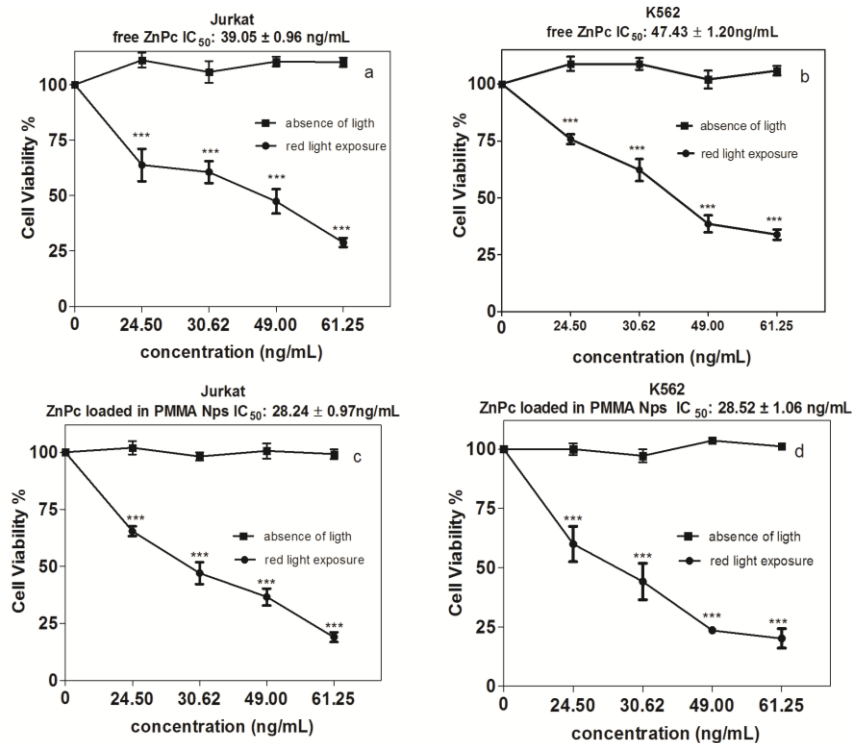 Jurkat
free ZnPc IC50: 39.05 ± 0.96 ng/mL
a
100
75
50
25
0
Cell Viability %
absence of ligth
red light exposure
***
***
***
***
0 24.50 30.62 49.00 61.25
concentration (ng/mL)
K562
free ZnPc IC50: 47.43 ± 1.20ng/mL
b
100
75
50
25
0
Cell Viability %
absence of ligth
red light exposure
***
***
***
***
0 24.50 30.62 49.00 61.25
concentration (ng/mL)
Jurkat
ZnPc loaded in PMMA Nps IC50: 28.24 ± 0.97ng/mL
c
100
75
50
25
0
Cell Viability %
absence of ligth
red light exposure
***
***
***
***
0 24.50 30.62 49.00 61.25
concentration (ng/mL)
K562
ZnPc loaded in PMMA Nps IC50: 28.52 ± 1.06 ng/mL
d
100
75
50
25
0
Cell Viability %
absence of ligth
red light exposure
***
***
***
***
0 24.50 30.62 49.00 61.25
concentration (ng/mL)